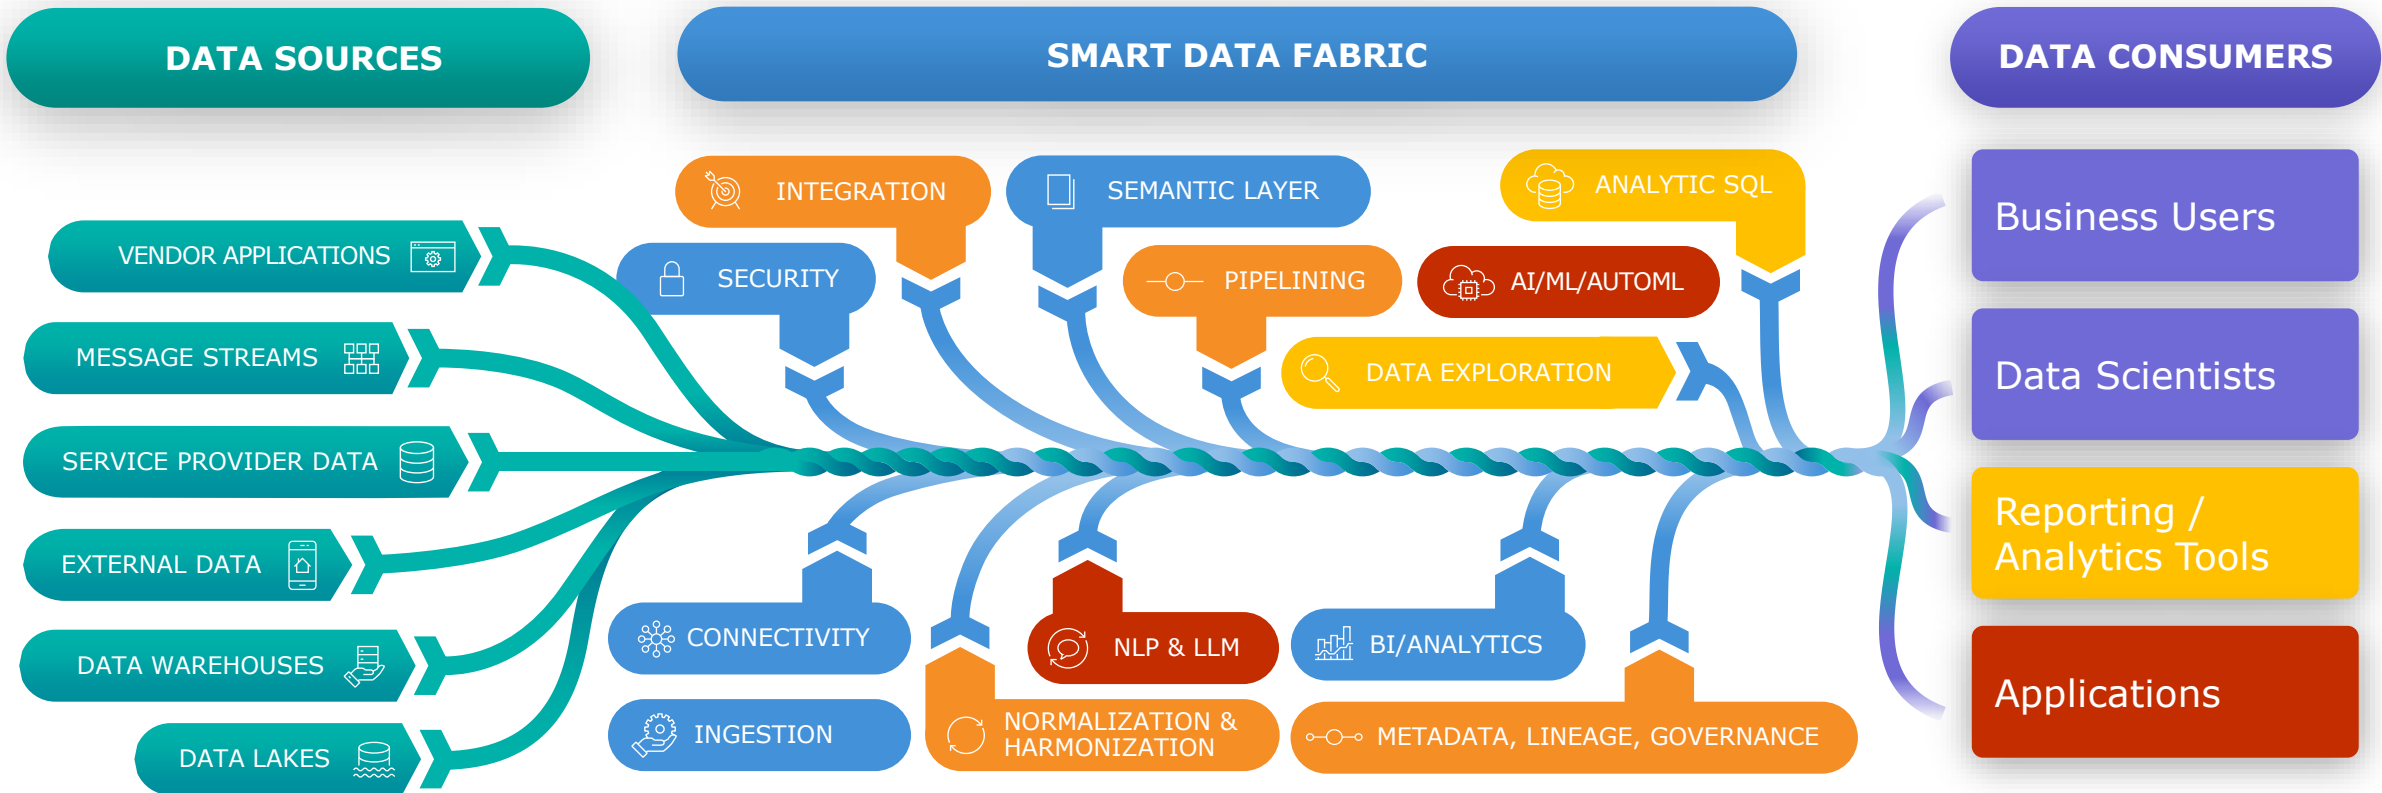 DATA SOURCES
SMART DATA FABRIC
DATA CONSUMERS
VENDOR APPLICATIONS
MESSAGE STREAMS
SERVICE PROVIDER DATA
EXTERNAL DATA
DATA WAREHOUSES
DATA LAKES
INTEGRATION
SEMANTIC LAYER
ANALYTIC SQL
SECURITY
PIPELINING
AI/ML/AUTOML
DATA EXPLORATION
CONNECTIVITY
NLP & LLM
BI/ANALYTICS
INGESTION
NORMALIZATION &
HARMONIZATION
METADATA, LINEAGE, GOVERNANCE
Business Users
Data Scientists
Reporting /
Analytics Tools
Applications